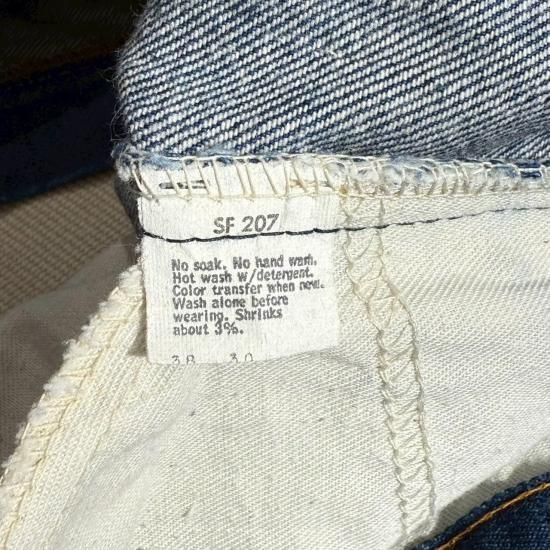 SF 207
No soak. No hand wash.
Hot wash w/detergent.
Color transfer when new.
Wash alone before
wearing. Shrinks
about 3%.
38 30